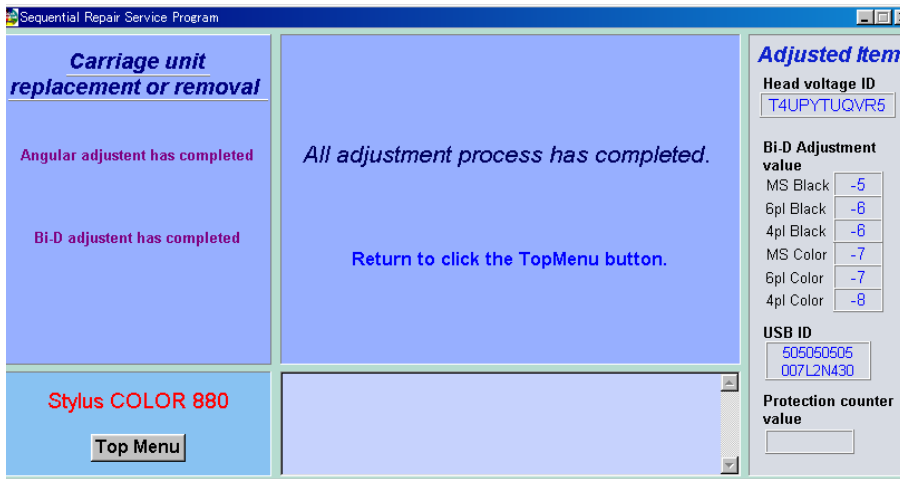 Sequential Repair Service Program
Carriage unit
replacement or removal
Angular adjustent has completed
Bi-D adjustent has completed
Stylus COLOR 880
Top Menu
All adjustment process has completed.
Return to click the TopMenu button.
Adjusted Item
Head voltage ID
T4UPYTUQVR5
Bi-D Adjustment
value
MS Black -5
6pl Black -6
4pl Black -6
MS Color -7
6pl Color -7
4pl Color -8
USB ID
505050505
007L2N430
Protection counter
value